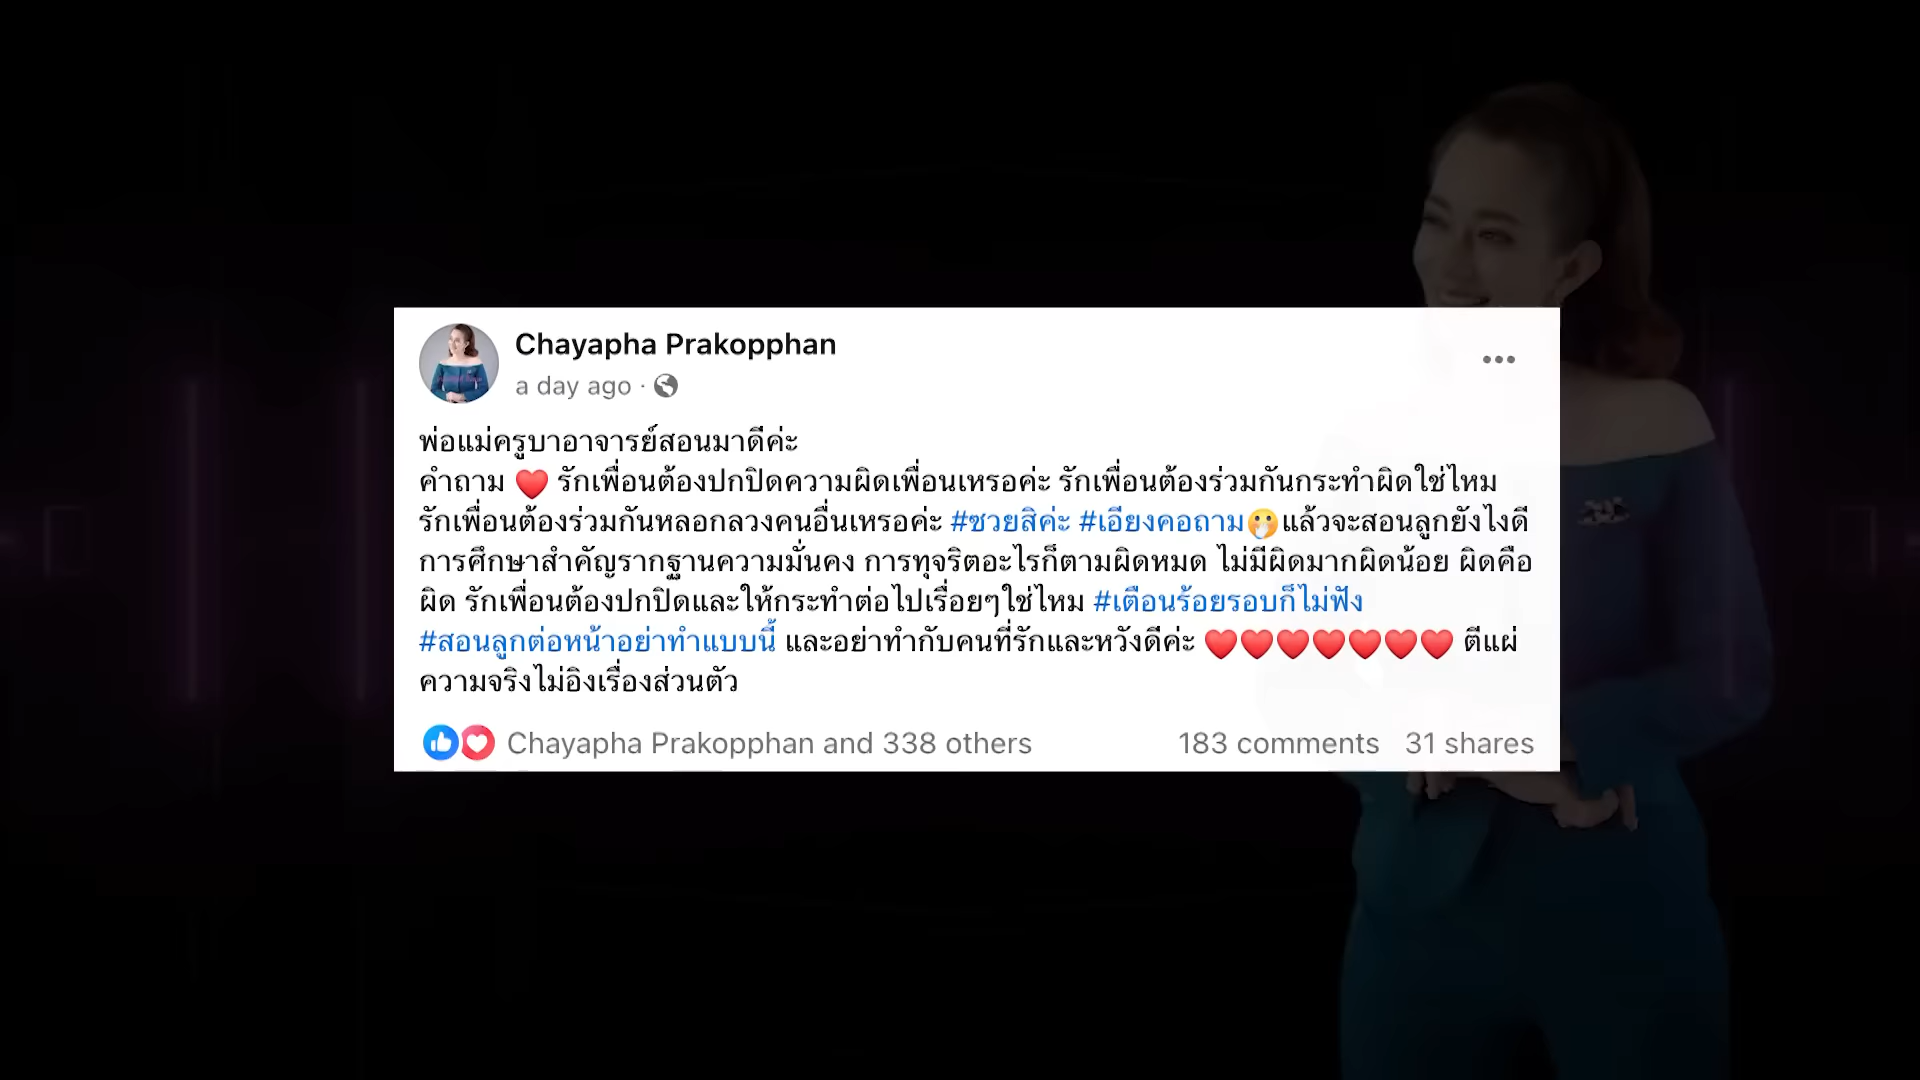 Chayapha Prakopphan
a day ago ·
พ่อแม่ครูบาอาจารย์สอนมาดีค่ะ
คำถาม ❤️ รักเพื่อนต้องปกปิดความผิดเพื่อนเหรอค่ะ รักเพื่อนต้องร่วมกันกระทำผิดใช่ไหม
รักเพื่อนต้องร่วมกันหลอกลวงคนอื่นเหรอค่ะ #ซวยสิค่ะ #เอียงคอถาม🫢แล้วจะสอนลูกยังไงดี
การศึกษาสำคัญรากฐานความมั่นคง การทุจริตอะไรก็ตามผิดหมด ไม่มีผิดมากผิดน้อย ผิดคือ
ผิด รักเพื่อนต้องปกปิดและให้กระทำต่อไปเรื่อยๆใช่ไหม #เตือนร้อยรอบก็ไม่ฟัง
#สอนลูกต่อหน้าอย่าทำแบบนี้ และอย่าทำกับคนที่รักและหวังดีค่ะ ❤️❤️❤️❤️❤️❤️❤️ ตีแผ่
ความจริงไม่อิงเรื่องส่วนตัว
Chayapha Prakopphan and 338 others 183 comments 31 shares